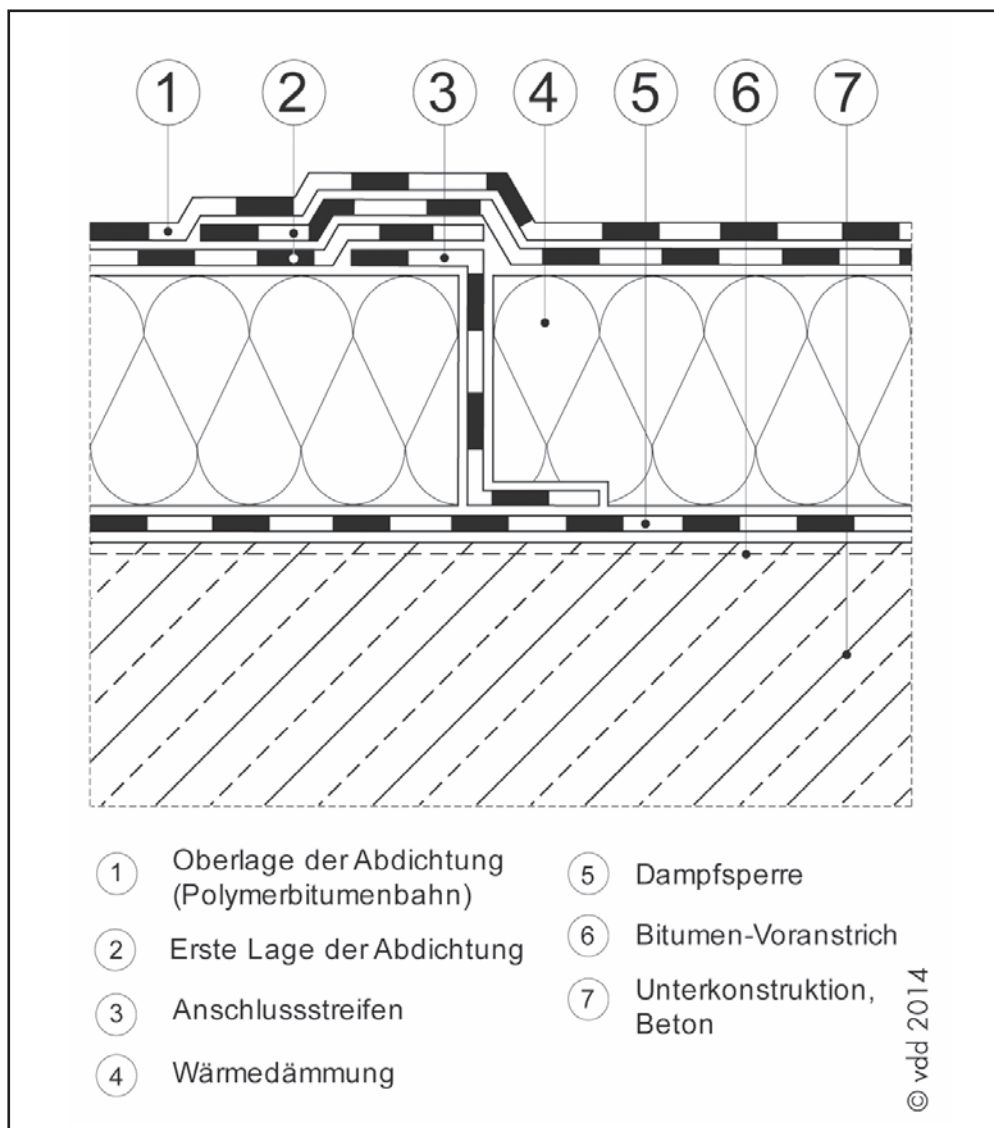 1 2 3 4 5 6 7
1 Oberlage der Abdichtung
(Polymerbitumenbahn)
2 Erste Lage der Abdichtung
3 Anschlussstreifen
4 Wärmedämmung
5 Dampfsperre
6 Bitumen-Voranstrich
7 Unterkonstruktion,
Beton
© vdd 2014